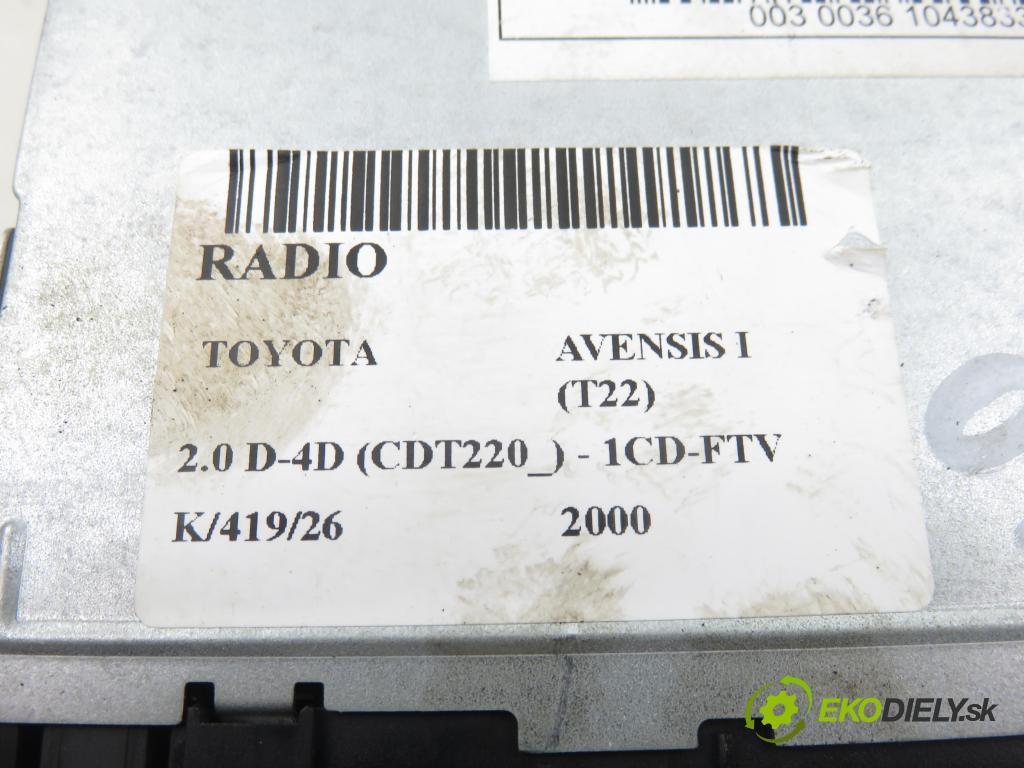 003 0036 1043833
RADIO
TOYOTA AVENSIS I
(T22)
2.0 D-4D (CDT220_) - 1CD-FTV
K/419/26 2000
EKODIELY.sk